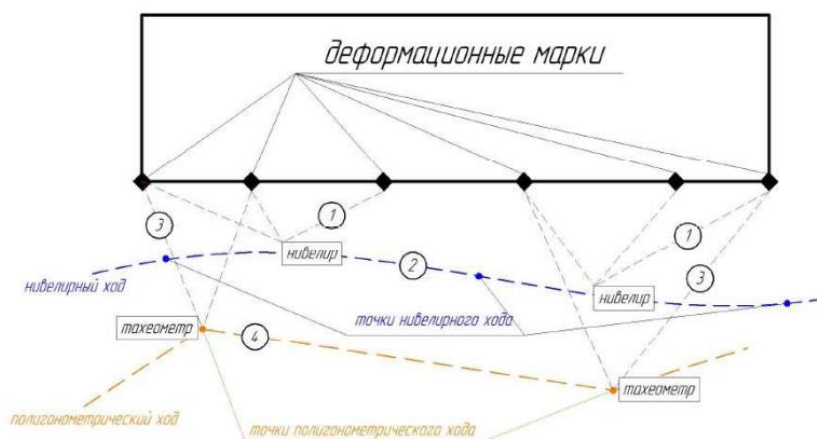 деформационные марки
1
3
1
нивелир
2
3
нивелирный ход
нивелир
точки нивелирного хода
тахеометр
4
тахеометр
полигонометрический ход
точки полигонометрического хода